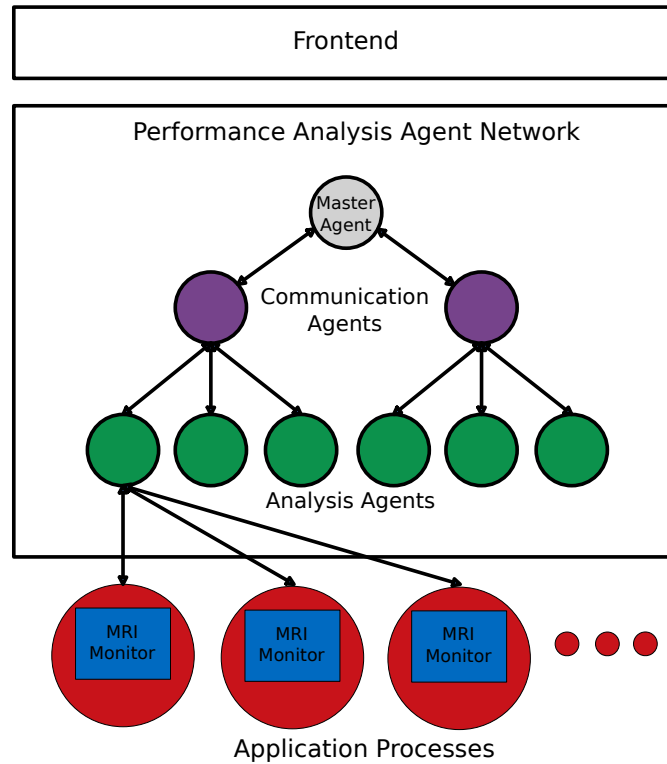 Frontend
Performance Analysis Agent Network
Master
Agent
Communication
Agents
Analysis Agents
MRI
Monitor
MRI
Monitor
MRI
Monitor
Application Processes